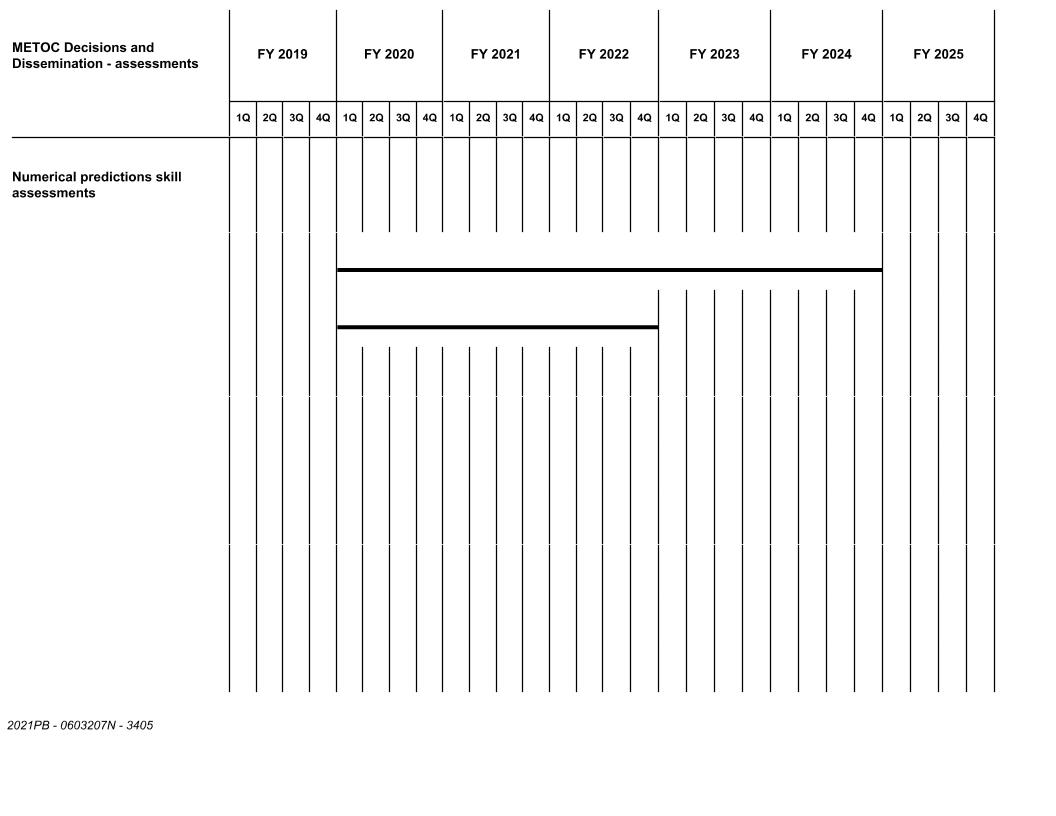 METOC Decisions and
Dissemination - assessments
FY 2019 FY 2020 FY 2021 FY 2022 FY 2023 FY 2024 FY 2025
1Q 2Q 3Q 4Q 1Q 2Q 3Q 4Q 1Q 2Q 3Q 4Q 1Q 2Q 3Q 4Q 1Q 2Q 3Q 4Q 1Q 2Q 3Q 4Q 1Q 2Q 3Q 4Q
Numerical predictions skill
assessments
2021PB - 0603207N - 3405